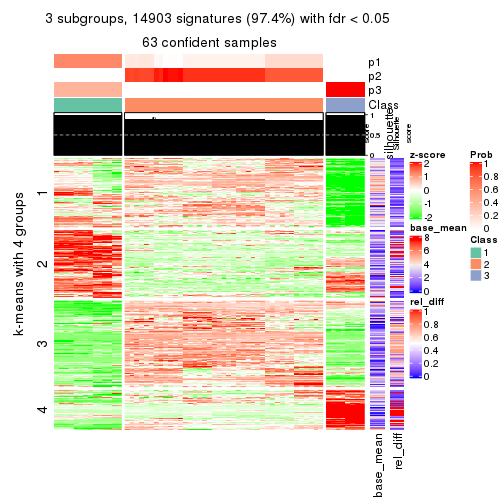 3 subgroups, 14903 signatures (97.4%) with fdr < 0.05
63 confident samples
p1
p2
p3
Class
1
0.5
0
silhouette
score
Silhouette
score
k-means with 4 groups
1
2
3
4
base_mean
rel_diff
z-score
2
1
0
-1
-2
base_mean
8
6
4
2
0
rel_diff
1
0.8
0.6
0.4
0.2
0
Prob
1
0.8
0.6
0.4
0.2
0
Class
1
2
3